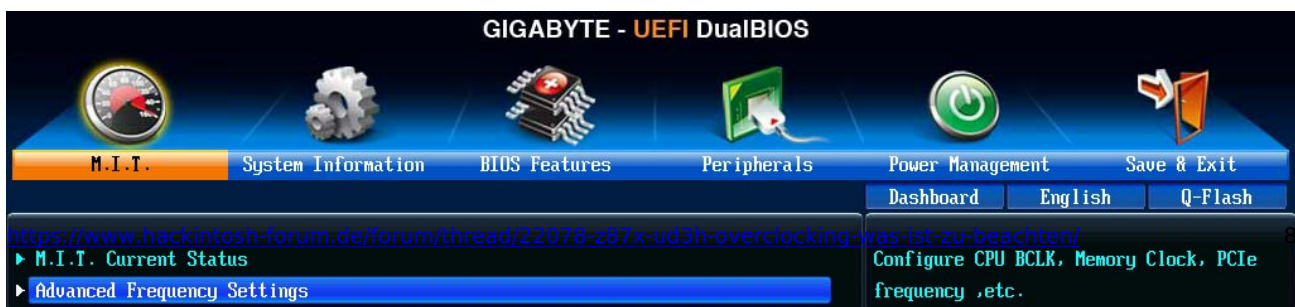 GIGABYTE - UEFI DualBIOS
M.I.T. System Information BIOS Features Peripherals Power Management Save & Exit
Dashboard English Q-Flash
https://www.hackintosh-forum.de/forum/thread/22078-z87x-ud3h-overclocking-was-ist-zu-beachten/ 8
M.I.T. Current Status
Advanced Frequency Settings
Configure CPU BCLK, Memory Clock, PCIe
frequency ,etc.